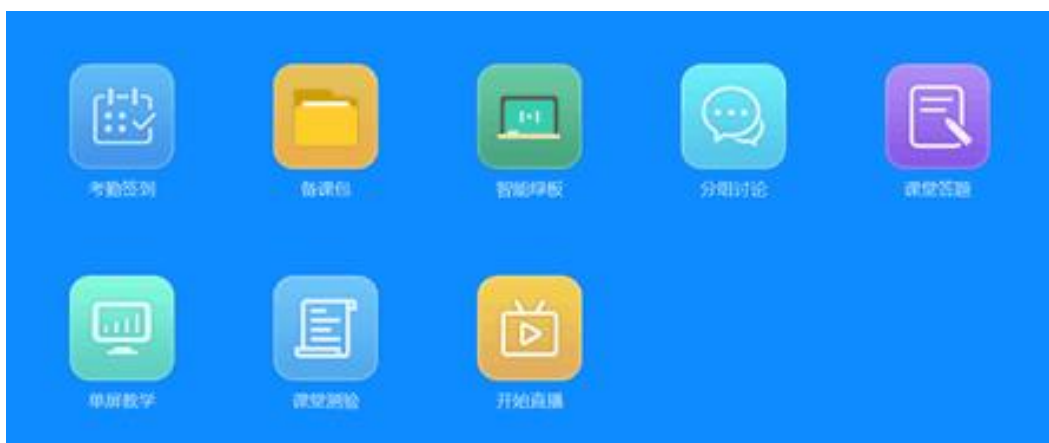 考勤签到
备课包
智能绿板
分组讨论
课堂答题
单屏教学
课堂测验
开始直播